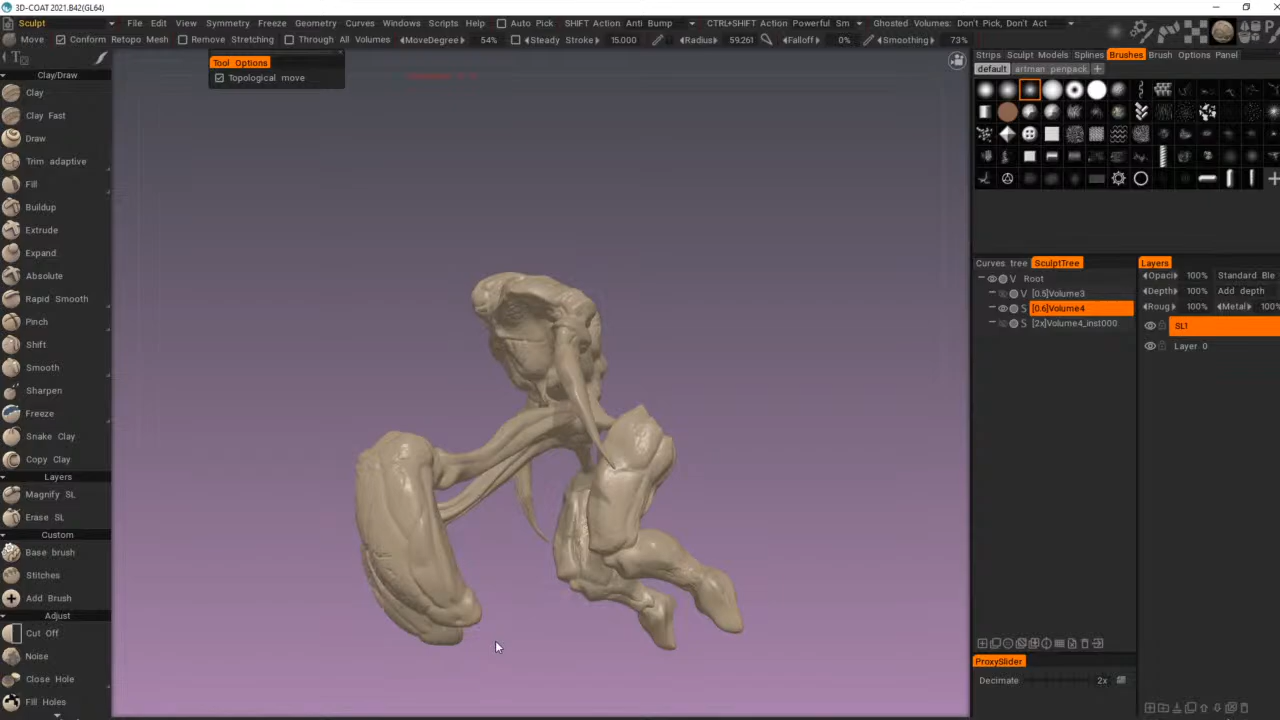 3D-COAT 2021.B42(GL64)
Sculpt File Edit View Symmetry Freeze Geometry Curves Windows Scripts Help Auto Pick SHIFT Action Anti Bump CTRL+SHIFT Action Powerful Sm Ghosted Volumes: Don't Pick, Don't Act
Move Conform Retopo Mesh Remove Stretching Through All Volumes MoveDegree 54% Steady Stroke 15.000 Radius 59.261 Falloff 0% Smoothing 73%
Tool Options
Topological move
Clay/Draw
Clay
Clay Fast
Draw
Trim adaptive
Fill
Buildup
Extrude
Expand
Absolute
Rapid Smooth
Pinch
Shift
Smooth
Sharpen
Freeze
Snake Clay
Copy Clay
Layers
Magnify SL
Erase SL
Custom
Base brush
Stitches
Add Brush
Adjust
Cut Off
Noise
Close Hole
Fill Holes
Strips Sculpt Models Splines Brushes Brush Options Panel
default artman penpack +
Curves tree SculptTree
V Root
V [0.5]Volume3
S [0.6]Volume4
S [2x]Volume4_inst000
Layers
Opaci 100% Standard Ble
Depth 100% Add depth
Roug 100% Metal 100%
SL1
Layer 0
ProxySlider
Decimate 2x